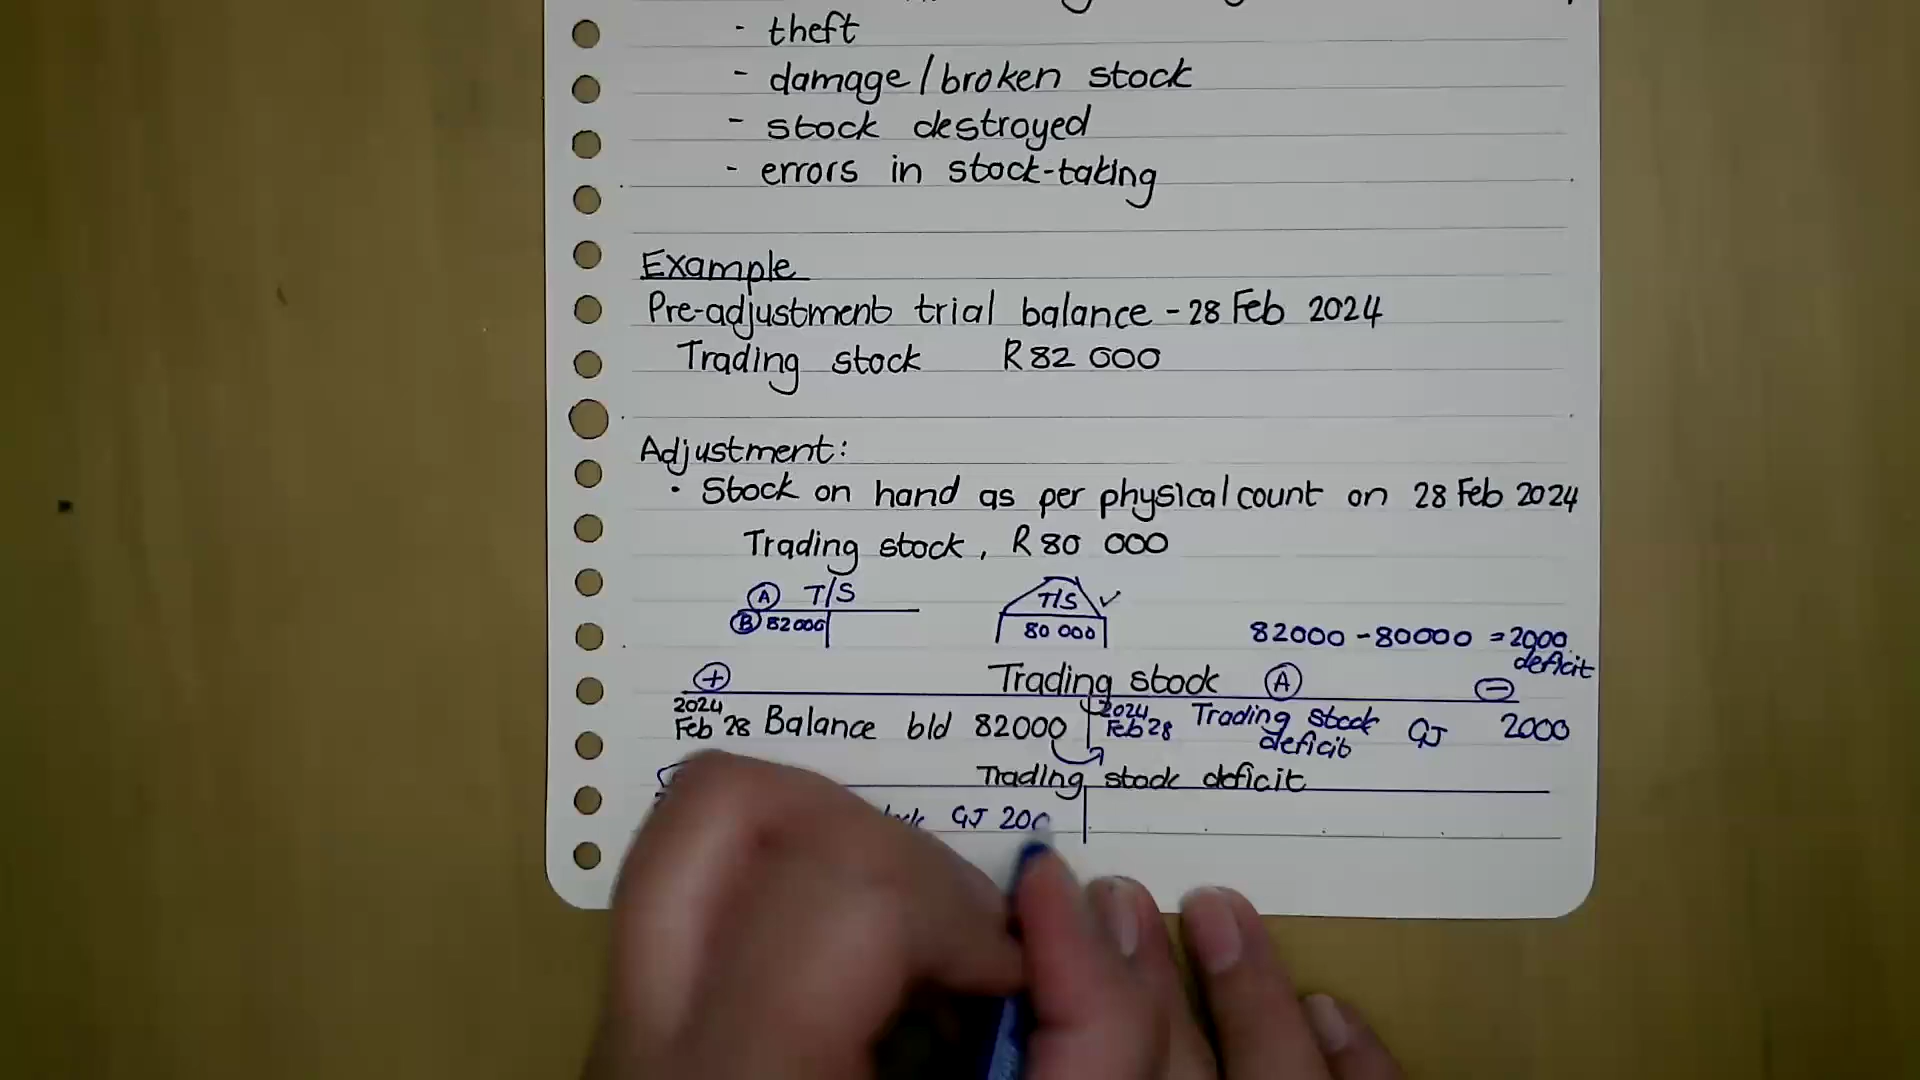 - theft
- damage/broken stock
- stock destroyed
- errors in stock-taking
Example
Pre-adjustment trial balance - 28 Feb 2024
Trading stock R82 000
Adjustment:
• Stock on hand as per physical count on 28 Feb 2024
Trading stock, R80 000
A T/S
B 82000
T/S ✓
80 000
82000 - 80000 = 2000
deficit
+ Trading stock A -
2024
Feb 28 Balance b/d 82000
2024
Feb 28 Trading stock GJ 2000
deficit
Trading stock deficit
GJ